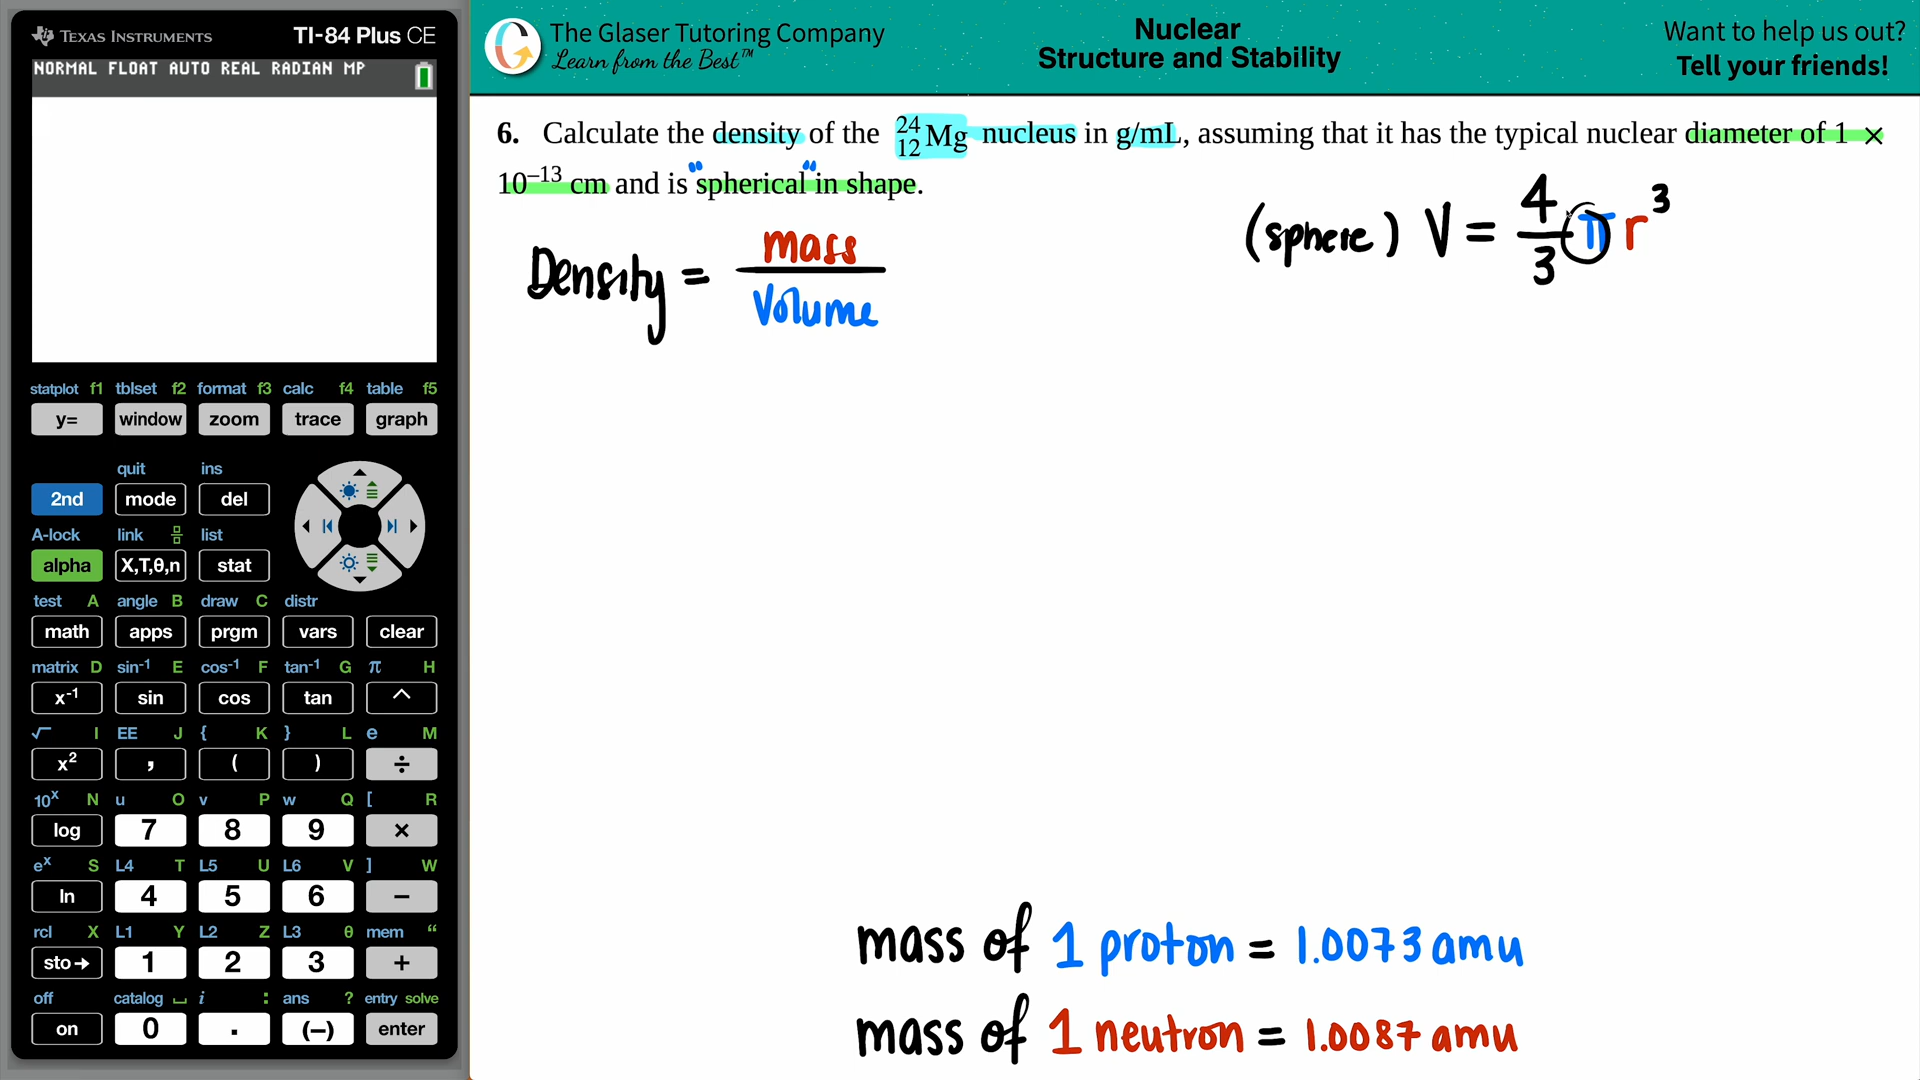 TEXAS INSTRUMENTS TI-84 Plus CE
NORMAL FLOAT AUTO REAL RADIAN MP
statplot f1 tblset f2 format f3 calc f4 table f5
y= window zoom trace graph
quit ins
2nd mode del
A-lock link list
alpha X,T,θ,n stat
test A angle B draw C distr
math apps prgm vars clear
matrix D sin⁻¹ E cos⁻¹ F tan⁻¹ G π H
x⁻¹ sin cos tan ^
√ I EE J { K } L e M
x² , ( ) ÷
10ˣ N u O v P w Q [ R
log 7 8 9 ×
eˣ S L4 T L5 U L6 V ] W
ln 4 5 6 −
rcl X L1 Y L2 Z L3 θ mem “
sto→ 1 2 3 +
off catalog ⎵ i : ans ? entry solve
on 0 . (−) enter
The Glaser Tutoring Company
Learn from the Best™
Nuclear
Structure and Stability
Want to help us out?
Tell your friends!
6. Calculate the density of the ²⁴₁₂Mg nucleus in g/mL, assuming that it has the typical nuclear diameter of 1 ×
10⁻¹³ cm and is "spherical" in shape.
Density = mass / Volume
(sphere) V = 4/3 π r³
mass of 1 proton = 1.0073 amu
mass of 1 neutron = 1.0087 amu